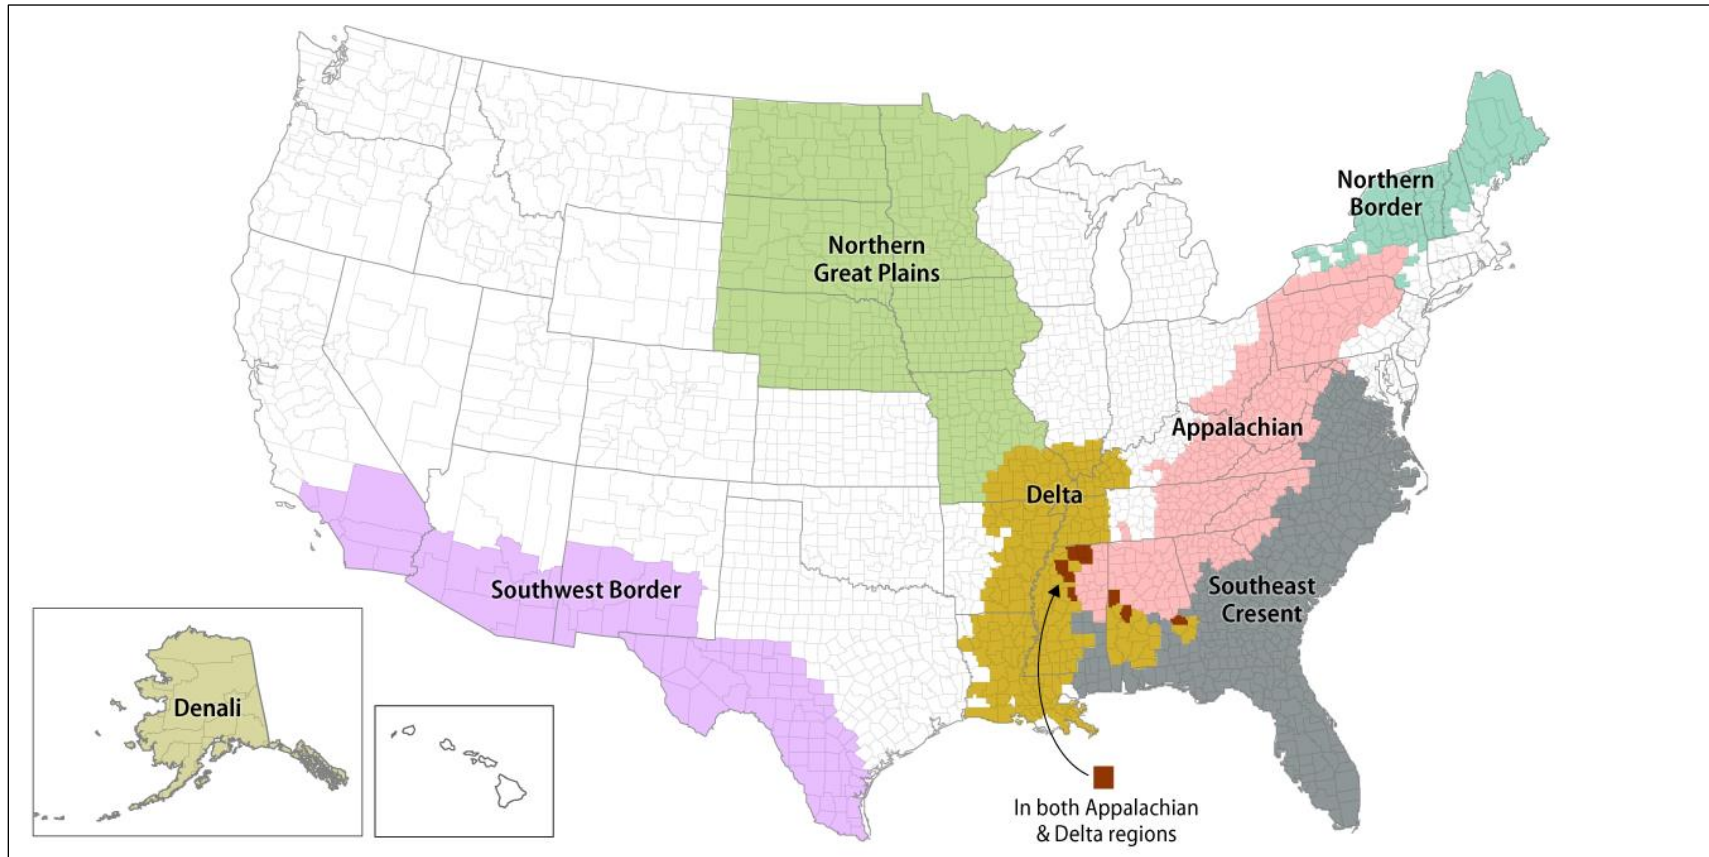 Northern
Border
Northern
Great Plains
Appalachian
Delta
Southwest Border
Southeast
Cresent
Denali
In both Appalachian
& Delta regions